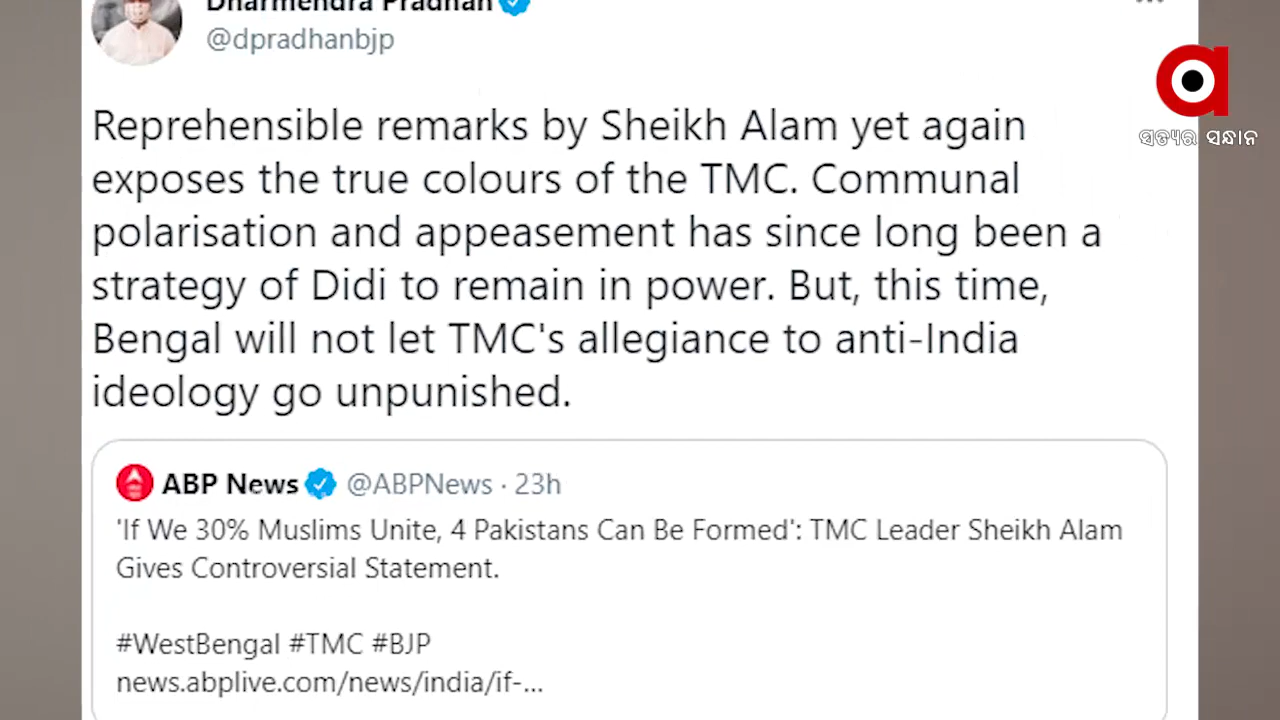 Dharmendra Pradhan
@dpradhanbjp
ସତ୍ୟର ସନ୍ଧାନ
Reprehensible remarks by Sheikh Alam yet again
exposes the true colours of the TMC. Communal
polarisation and appeasement has since long been a
strategy of Didi to remain in power. But, this time,
Bengal will not let TMC's allegiance to anti-India
ideology go unpunished.
ABP News @ABPNews · 23h
'If We 30% Muslims Unite, 4 Pakistans Can Be Formed': TMC Leader Sheikh Alam
Gives Controversial Statement.
#WestBengal #TMC #BJP
news.abplive.com/news/india/if-...